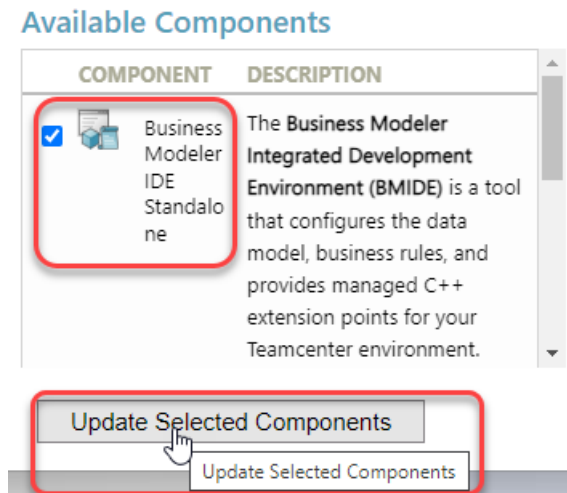 Available Components
COMPONENT DESCRIPTION
Business
Modeler
IDE
Standalo
ne
The Business Modeler
Integrated Development
Environment (BMIDE) is a tool
that configures the data
model, business rules, and
provides managed C++
extension points for your
Teamcenter environment.
Update Selected Components
Update Selected Components